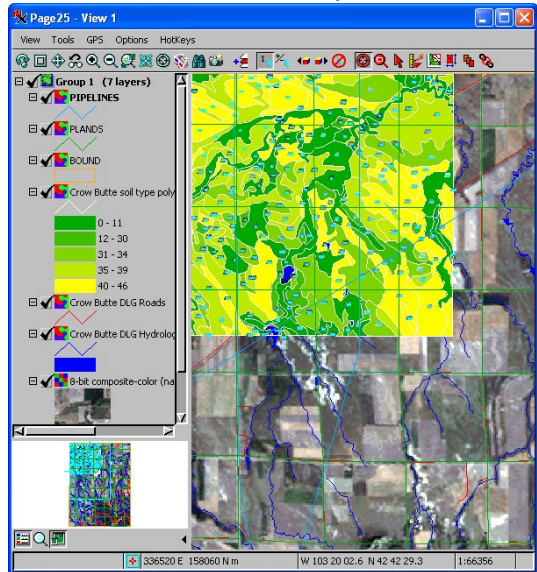 Page25 - View 1
View Tools GPS Options HotKeys
Group 1 (7 layers)
PIPELINES
PLANDS
BOUND
Crow Butte soil type poly
0 - 11
12 - 30
31 - 34
35 - 39
40 - 46
Crow Butte DLG Roads
Crow Butte DLG Hydrolog
8-bit composite-color (na
336520 E 158060 N m
W 103 20 02.6 N 42 42 29.3
1:66356